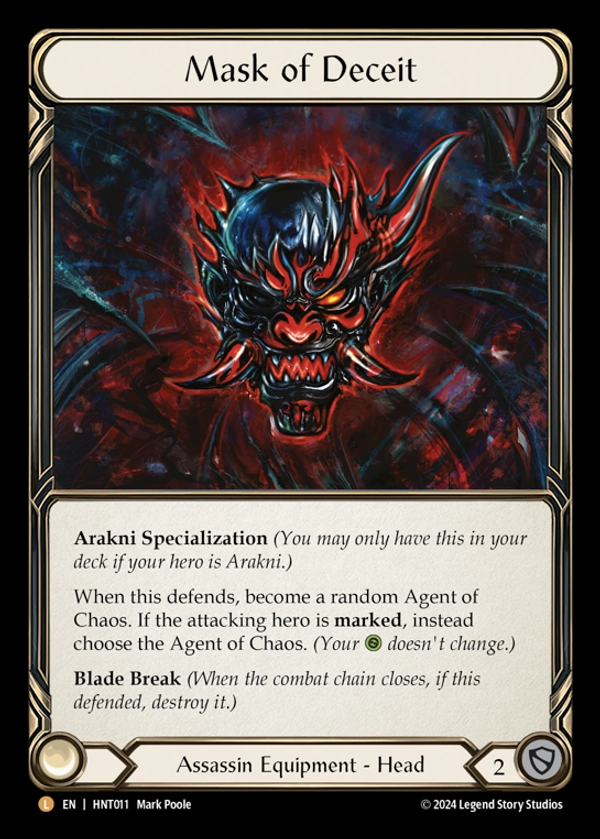 Mask of Deceit
Arakni Specialization (You may only have this in your
deck if your hero is Arakni.)
When this defends, become a random Agent of
Chaos. If the attacking hero is marked, instead
choose the Agent of Chaos. (Your doesn't change.)
Blade Break (When the combat chain closes, if this
defended, destroy it.)
Assassin Equipment - Head
2
L EN | HNT011 Mark Poole
© 2024 Legend Story Studios